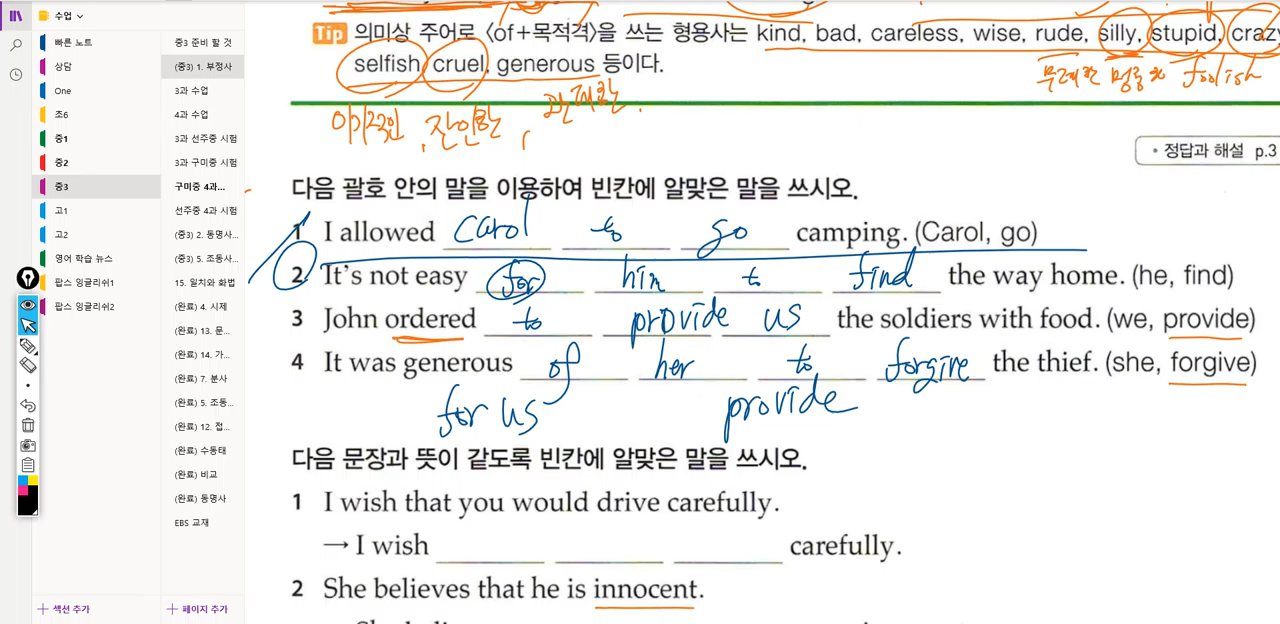 수업
빠른 노트
상담
One
초6
중1
중2
중3
고1
고2
영어 학습 뉴스
팝스 잉글리쉬1
팝스 잉글리쉬2
섹션 추가
중3 준비 할 것
(중3) 1. 부정사
3과 수업
4과 수업
3과 선주중 시험
3과 구미중 시험
구미중 4과...
선주중 4과 시험
(중3) 2. 동명사...
(중3) 5. 조동사...
15. 일치와 화법
(완료) 4. 시제
(완료) 13. 문...
(완료) 14. 가...
(완료) 7. 분사
(완료) 5. 조동...
(완료) 12. 접...
(완료) 수동태
(완료) 비교
(완료) 동명사
EBS 교재
페이지 추가
Tip 의미상 주어로 〈of+목적격〉을 쓰는 형용사는 kind, bad, careless, wise, rude, silly, stupid, crazy
selfish, cruel, generous 등이다.
무례한 멍청한 foolish
이기적인, 잔인한, 관대한
• 정답과 해설 p.3
다음 괄호 안의 말을 이용하여 빈칸에 알맞은 말을 쓰시오.
1 I allowed Carol to go camping. (Carol, go)
2 It's not easy for him to find the way home. (he, find)
3 John ordered to provide us the soldiers with food. (we, provide)
4 It was generous of her to forgive the thief. (she, forgive)
for us provide
다음 문장과 뜻이 같도록 빈칸에 알맞은 말을 쓰시오.
1 I wish that you would drive carefully.
→ I wish ______ ______ ______ carefully.
2 She believes that he is innocent.